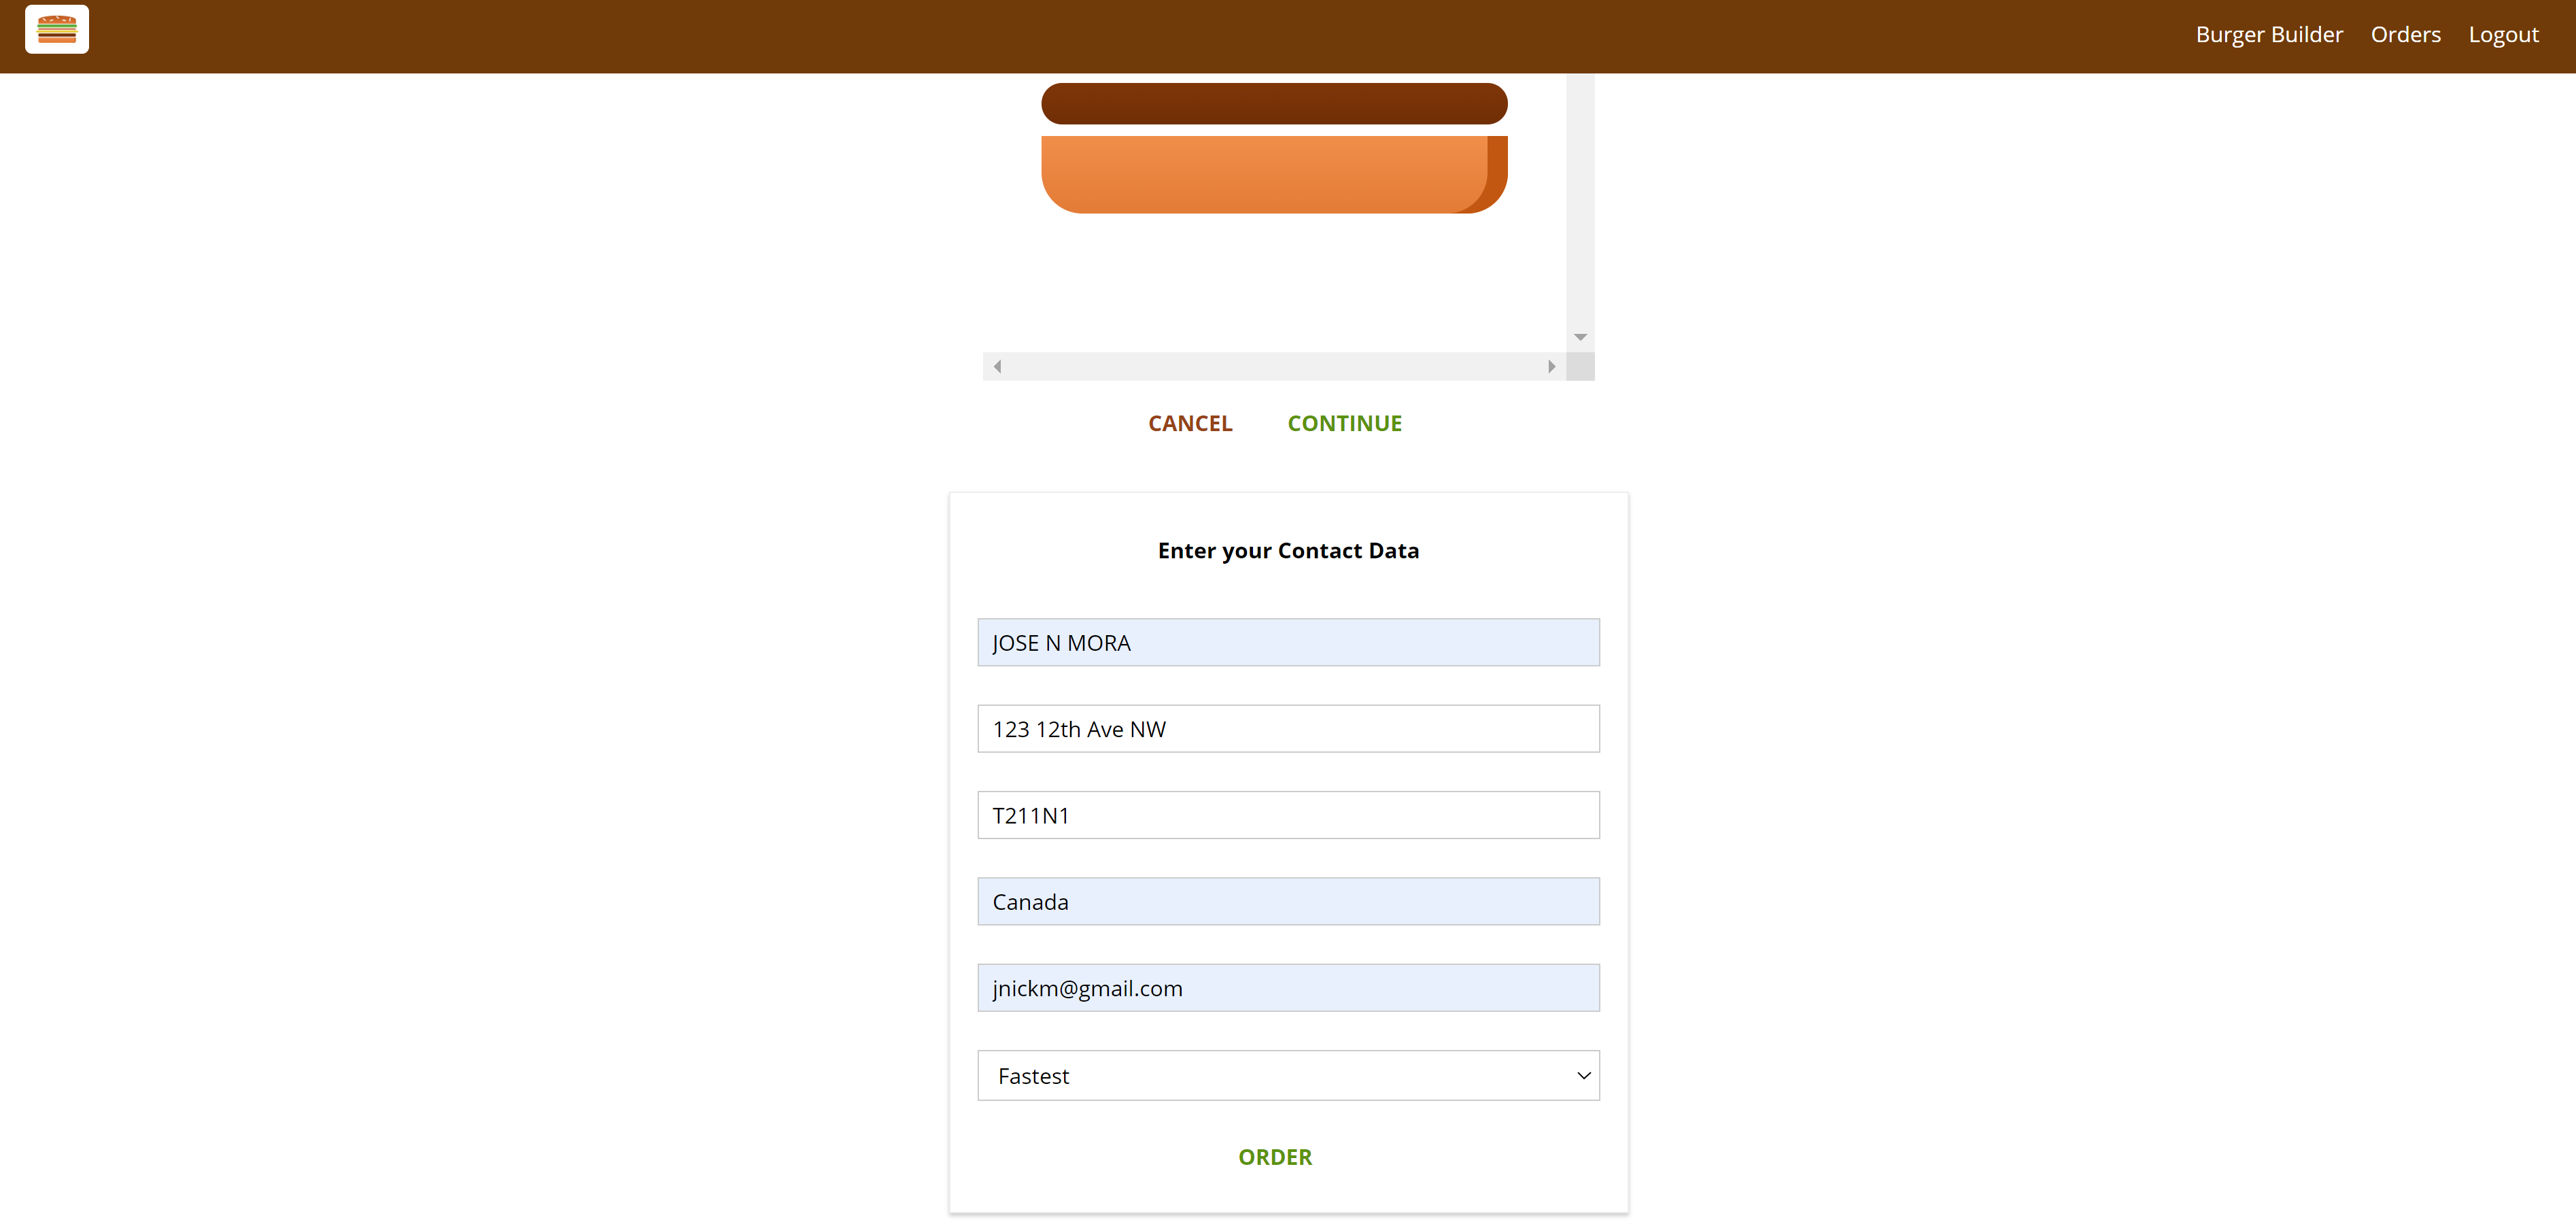 Burger Builder Orders Logout
CANCEL CONTINUE
Enter your Contact Data
JOSE N MORA
123 12th Ave NW
T211N1
Canada
jnickm@gmail.com
Fastest
ORDER